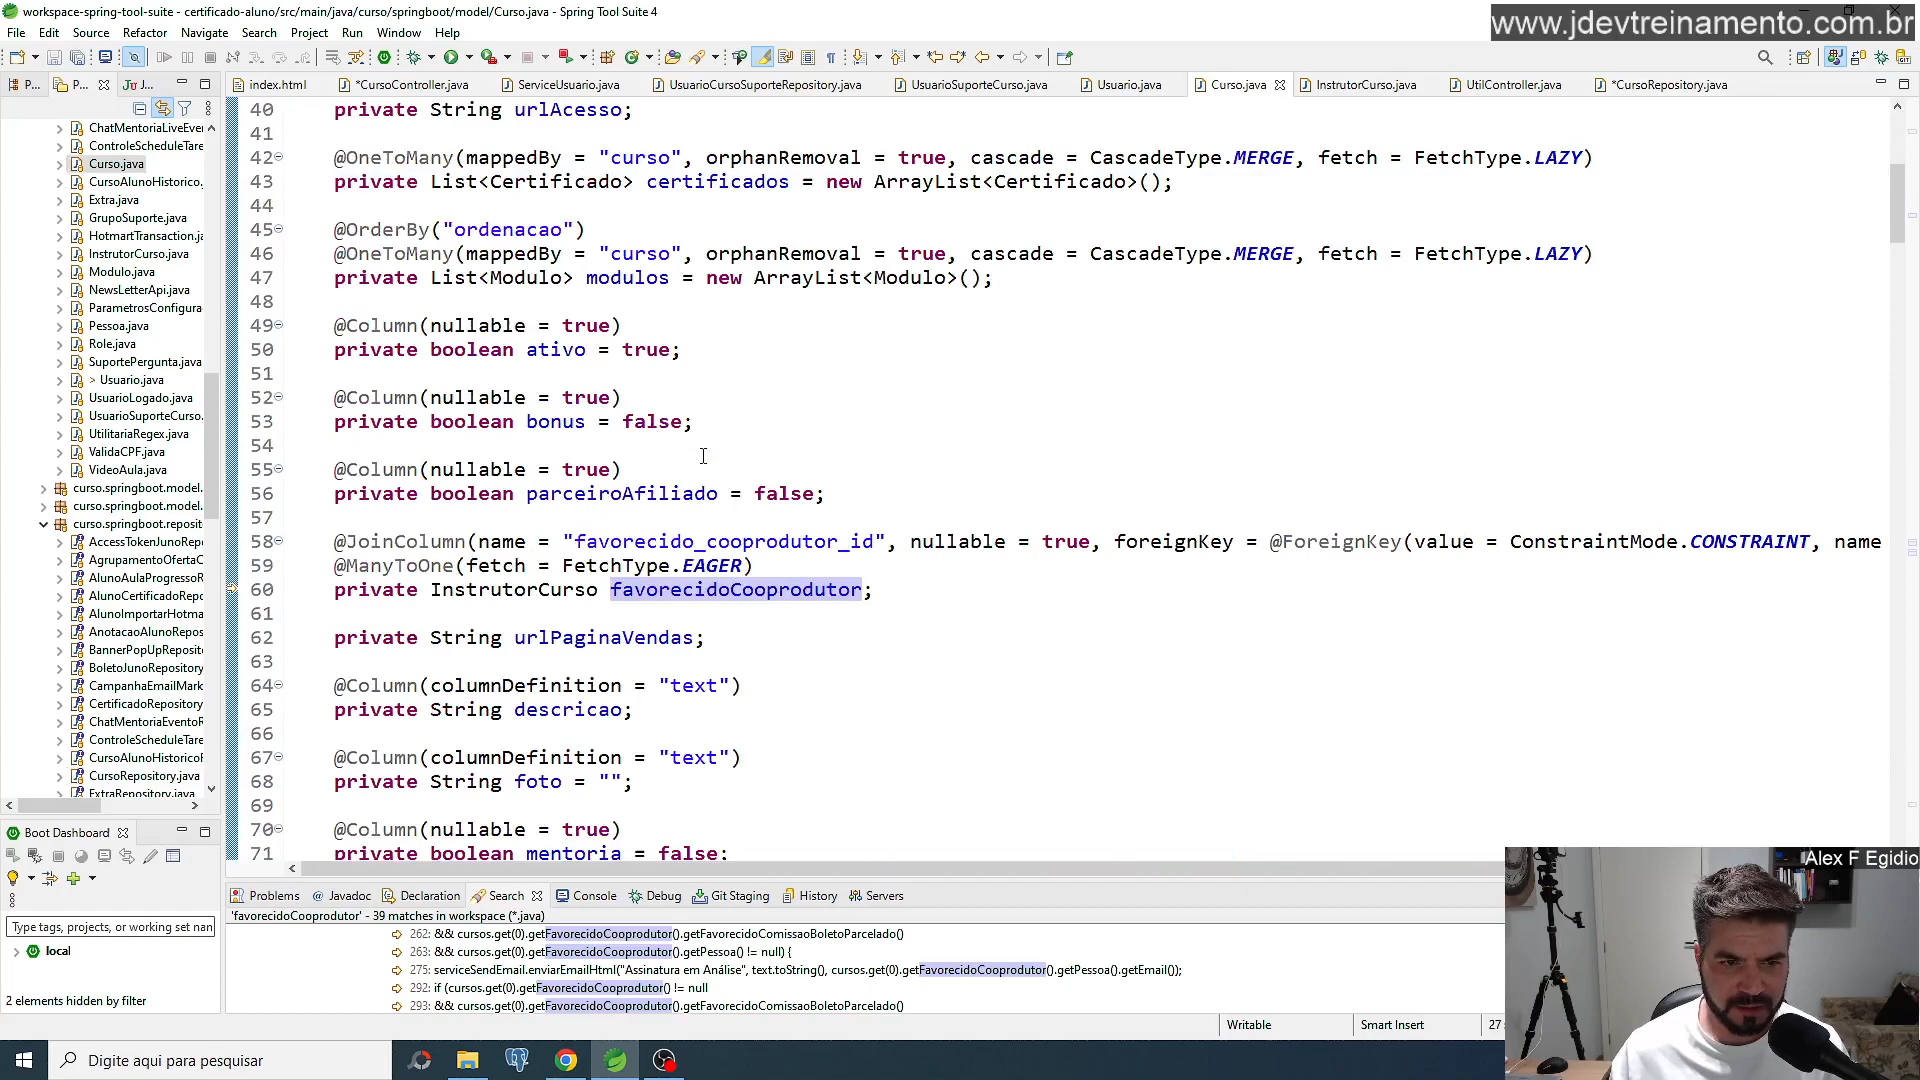 workspace-spring-tool-suite - certificado-aluno/src/main/java/curso/springboot/model/Curso.java - Spring Tool Suite 4
www.jdevtreinamento.com.br
File Edit Source Refactor Navigate Search Project Run Window Help
P... P... J... index.html *CursoController.java ServiceUsuario.java UsuarioCursoSuporteRepository.java UsuarioSuporteCurso.java Usuario.java Curso.java InstrutorCurso.java UtilController.java *CursoRepository.java
ChatMentoriaLiveEver
ControleScheduleTare
Curso.java
CursoAlunoHistorico.
Extra.java
GrupoSuporte.java
HotmartTransaction.ja
InstrutorCurso.java
Modulo.java
NewsLetterApi.java
ParametrosConfigura
Pessoa.java
Role.java
SuportePergunta.java
> Usuario.java
UsuarioLogado.java
UsuarioSuporteCurso.
UtilitariaRegex.java
ValidaCPF.java
VideoAula.java
curso.springboot.model.
curso.springboot.model.
curso.springboot.reposit
AccessTokenJunoRepo
AgrupamentoOfertaC
AlunoAulaProgressoR
AlunoCertificadoRepo
AlunoImportarHotma
AnotacaoAlunoRepos
BannerPopUpReposit
BoletoJunoRepository
CampanhaEmailMark
CertificadoRepository
ChatMentoriaEventoR
ControleScheduleTare
CursoAlunoHistoricoF
CursoRepository.java
ExtraRepository.java
40 private String urlAcesso;
41
42 @OneToMany(mappedBy = "curso", orphanRemoval = true, cascade = CascadeType.MERGE, fetch = FetchType.LAZY)
43 private List<Certificado> certificados = new ArrayList<Certificado>();
44
45 @OrderBy("ordenacao")
46 @OneToMany(mappedBy = "curso", orphanRemoval = true, cascade = CascadeType.MERGE, fetch = FetchType.LAZY)
47 private List<Modulo> modulos = new ArrayList<Modulo>();
48
49 @Column(nullable = true)
50 private boolean ativo = true;
51
52 @Column(nullable = true)
53 private boolean bonus = false;
54
55 @Column(nullable = true)
56 private boolean parceiroAfiliado = false;
57
58 @JoinColumn(name = "favorecido_cooprodutor_id", nullable = true, foreignKey = @ForeignKey(value = ConstraintMode.CONSTRAINT, name
59 @ManyToOne(fetch = FetchType.EAGER)
60 private InstrutorCurso favorecidoCooprodutor;
61
62 private String urlPaginaVendas;
63
64 @Column(columnDefinition = "text")
65 private String descricao;
66
67 @Column(columnDefinition = "text")
68 private String foto = "";
69
70 @Column(nullable = true)
71 private boolean mentoria = false;
Boot Dashboard
Type tags, projects, or working set nan
local
2 elements hidden by filter
Problems Javadoc Declaration Search Console Debug Git Staging History Servers
'favorecidoCooprodutor' - 39 matches in workspace (*.java)
262: && cursos.get(0).getFavorecidoCooprodutor().getFavorecidoComissaoBoletoParcelado()
263: && cursos.get(0).getFavorecidoCooprodutor().getPessoa() != null) {
275: serviceSendEmail.enviarEmailHtml("Assinatura em Análise", text.toString(), cursos.get(0).getFavorecidoCooprodutor().getPessoa().getEmail());
292: if (cursos.get(0).getFavorecidoCooprodutor() != null
293: && cursos.get(0).getFavorecidoCooprodutor().getFavorecidoComissaoBoletoParcelado()
Writable Smart Insert 27
Alex F Egidio
Digite aqui para pesquisar